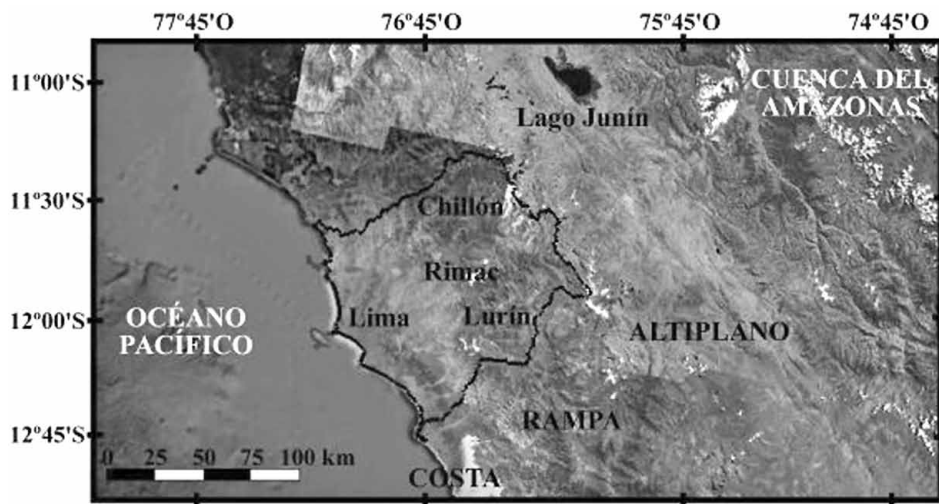 77°45'O 76°45'O 75°45'O 74°45'O
11°00'S
11°30'S
12°00'S
12°45'S
CUENCA DEL
AMAZONAS
Lago Junín
Chillón
Rimac
Lima
Lurín
OCÉANO
PACÍFICO
ALTIPLANO
RAMPA
COSTA
0 25 50 75 100 km